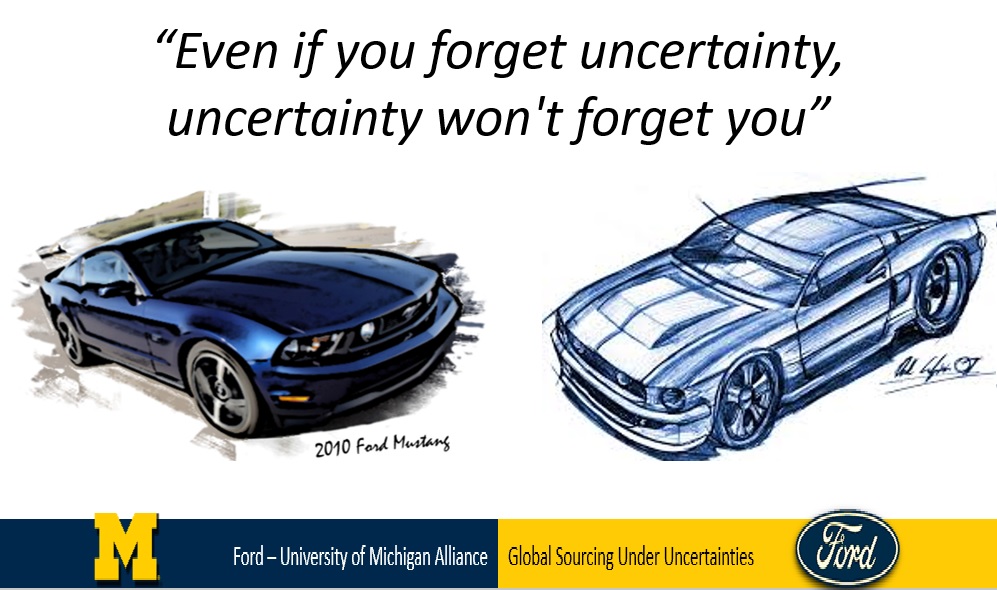 “Even if you forget uncertainty,
uncertainty won't forget you”
2010 Ford Mustang
M
Ford – University of Michigan Alliance
Global Sourcing Under Uncertainties
Ford